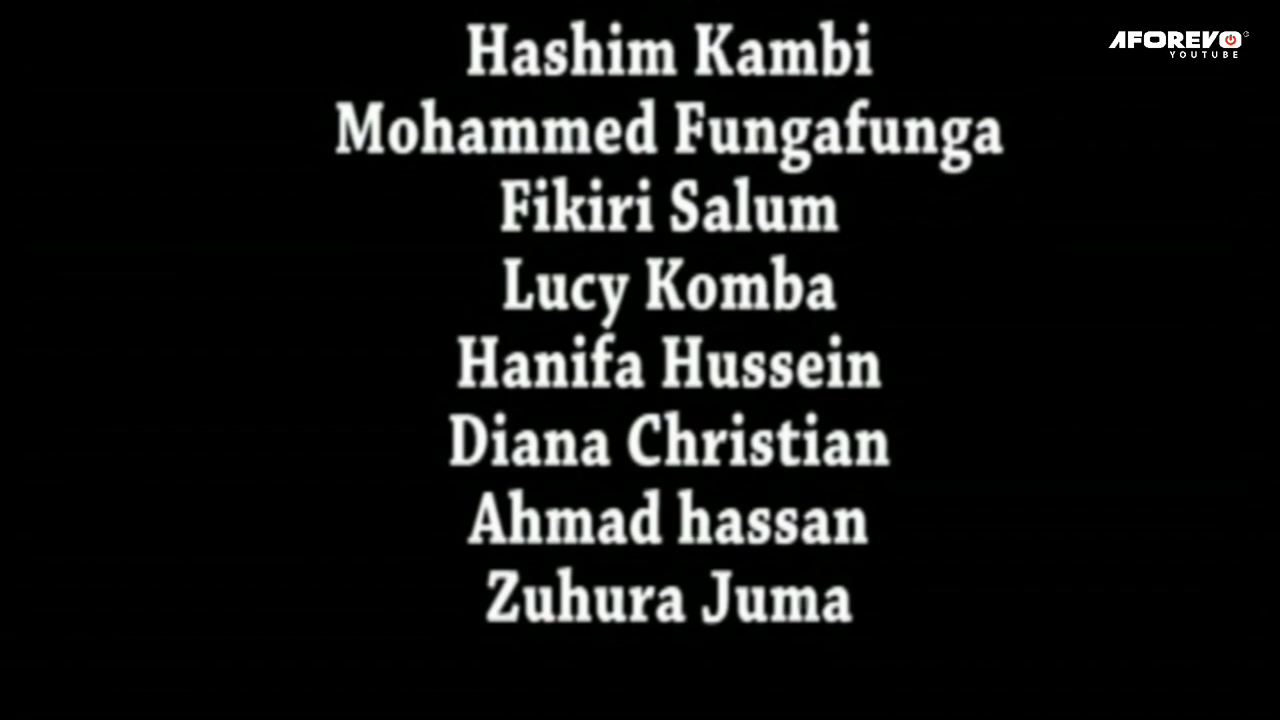 AFOREVO
YOUTUBE
Hashim Kambi
Mohammed Fungafunga
Fikiri Salum
Lucy Komba
Hanifa Hussein
Diana Christian
Ahmad hassan
Zuhura Juma